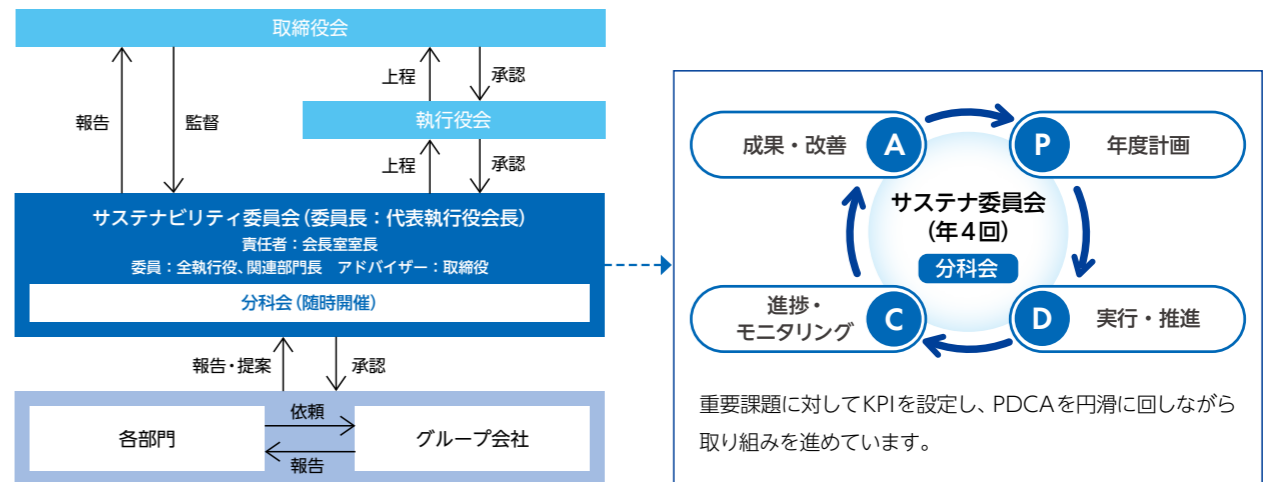 取締役会
報告
監督
上程
承認
執行役会
上程
承認
サステナビリティ委員会（委員長：代表執行役会長）
責任者：会長室室長
委員：全執行役、関連部門長　アドバイザー：取締役
分科会（随時開催）
報告・提案
承認
各部門
依頼
報告
グループ会社
成果・改善
A
P
年度計画
サステナ委員会
（年４回）
分科会
進捗・
モニタリング
C
D
実行・推進
重要課題に対してKPIを設定し、PDCAを円滑に回しながら
取り組みを進めています。